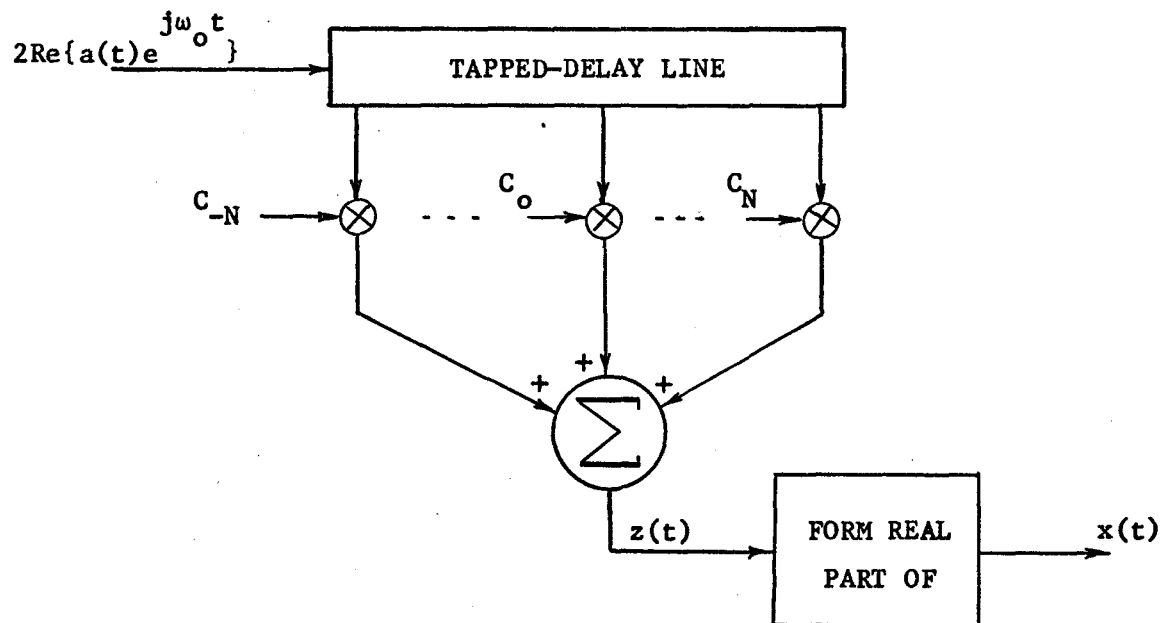 2Re{a(t)e^{jω_o t}}
TAPPED-DELAY LINE
C_{-N}
C_o
C_N
+
+
+
Σ
z(t)
FORM REAL
PART OF
x(t)